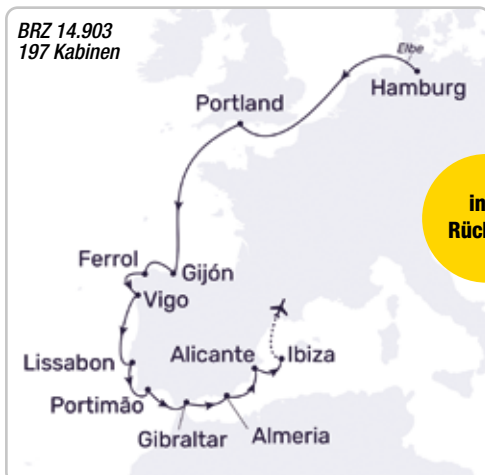 BRZ 14.903
197 Kabinen
Elbe
Hamburg
Portland
Ferrol
Gijón
Vigo
Lissabon
Alicante
Ibiza
Portimão
Gibraltar
Almeria